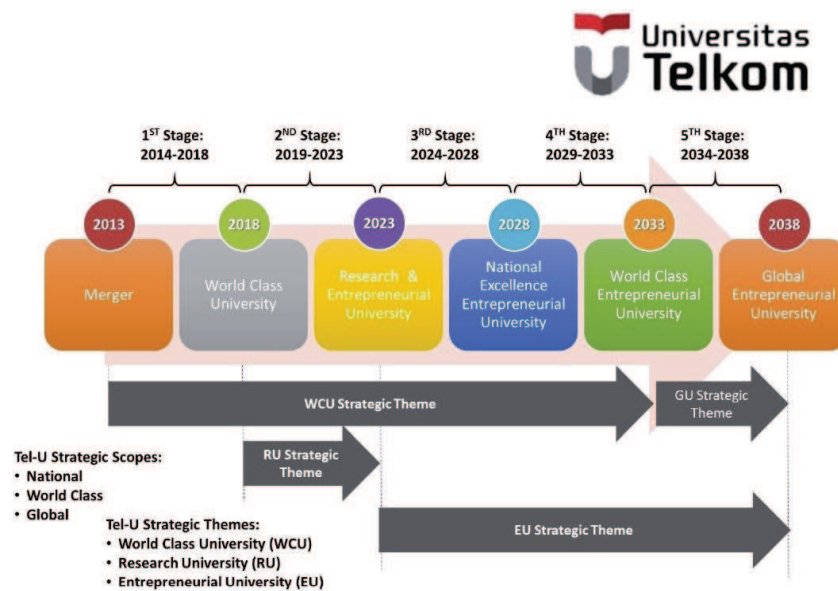 Universitas
Telkom
1ST Stage:
2014-2018
2ND Stage:
2019-2023
3RD Stage:
2024-2028
4TH Stage:
2029-2033
5TH Stage:
2034-2038
2013
2018
2023
2028
2033
2038
Merger
World Class
University
Research &
Entrepreneurial
University
National
Excellence
Entrepreneurial
University
World Class
Entrepreneurial
University
Global
Entrepreneurial
University
WCU Strategic Theme
GU Strategic
Theme
RU Strategic
Theme
EU Strategic Theme
Tel-U Strategic Scopes:
• National
• World Class
• Global
Tel-U Strategic Themes:
• World Class University (WCU)
• Research University (RU)
• Entrepreneurial University (EU)